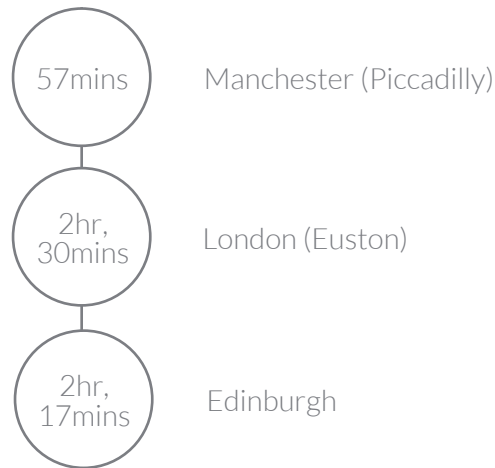 57mins
Manchester (Piccadilly)
2hr,
30mins
London (Euston)
2hr,
17mins
Edinburgh